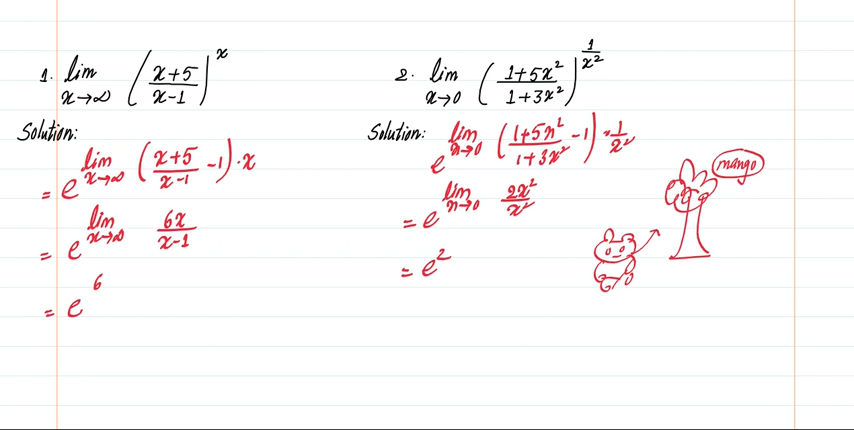 1. lim x→∞ ((x+5)/(x-1))^x
Solution:
= e^(lim x→∞ ((x+5)/(x-1) -1)·x)
= e^(lim x→∞ 6x/(x-1))
= e^6
2. lim x→0 ((1+5x²)/(1+3x²))^(1/x²)
Solution: e^(lim x→0 ((1+5x²)/(1+3x²) -1)·1/x²)
= e^(lim x→0 2x²/x²)
= e²
mango